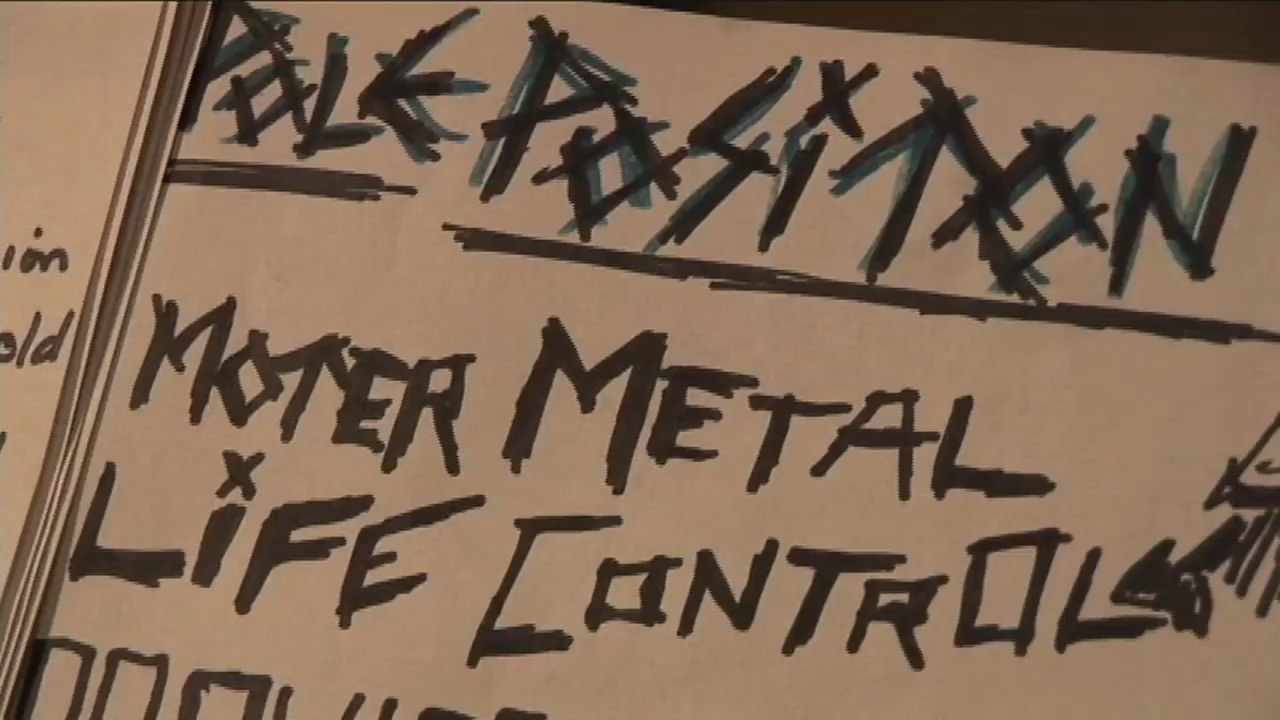 POLE POSiTiON
MOTER METAL
LiFE CONTROL
ion
old